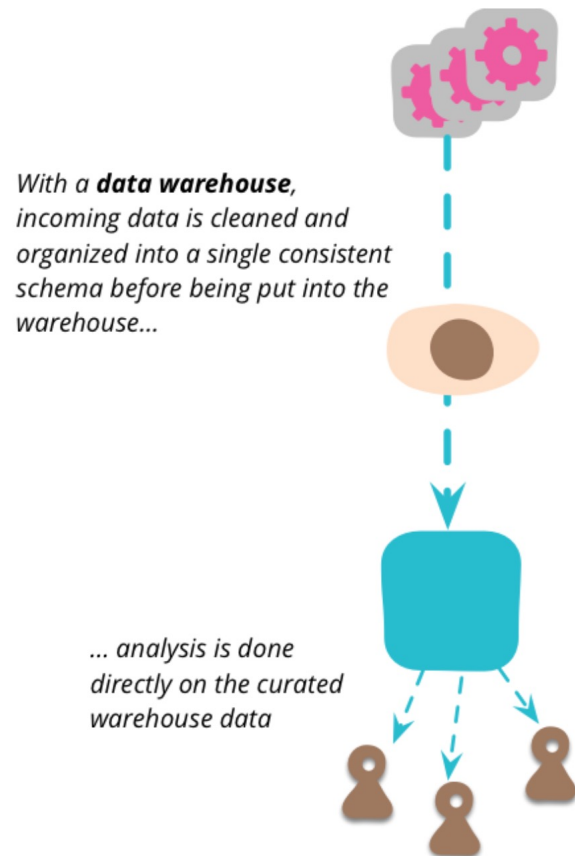 With a data warehouse,
incoming data is cleaned and
organized into a single consistent
schema before being put into the
warehouse...
... analysis is done
directly on the curated
warehouse data